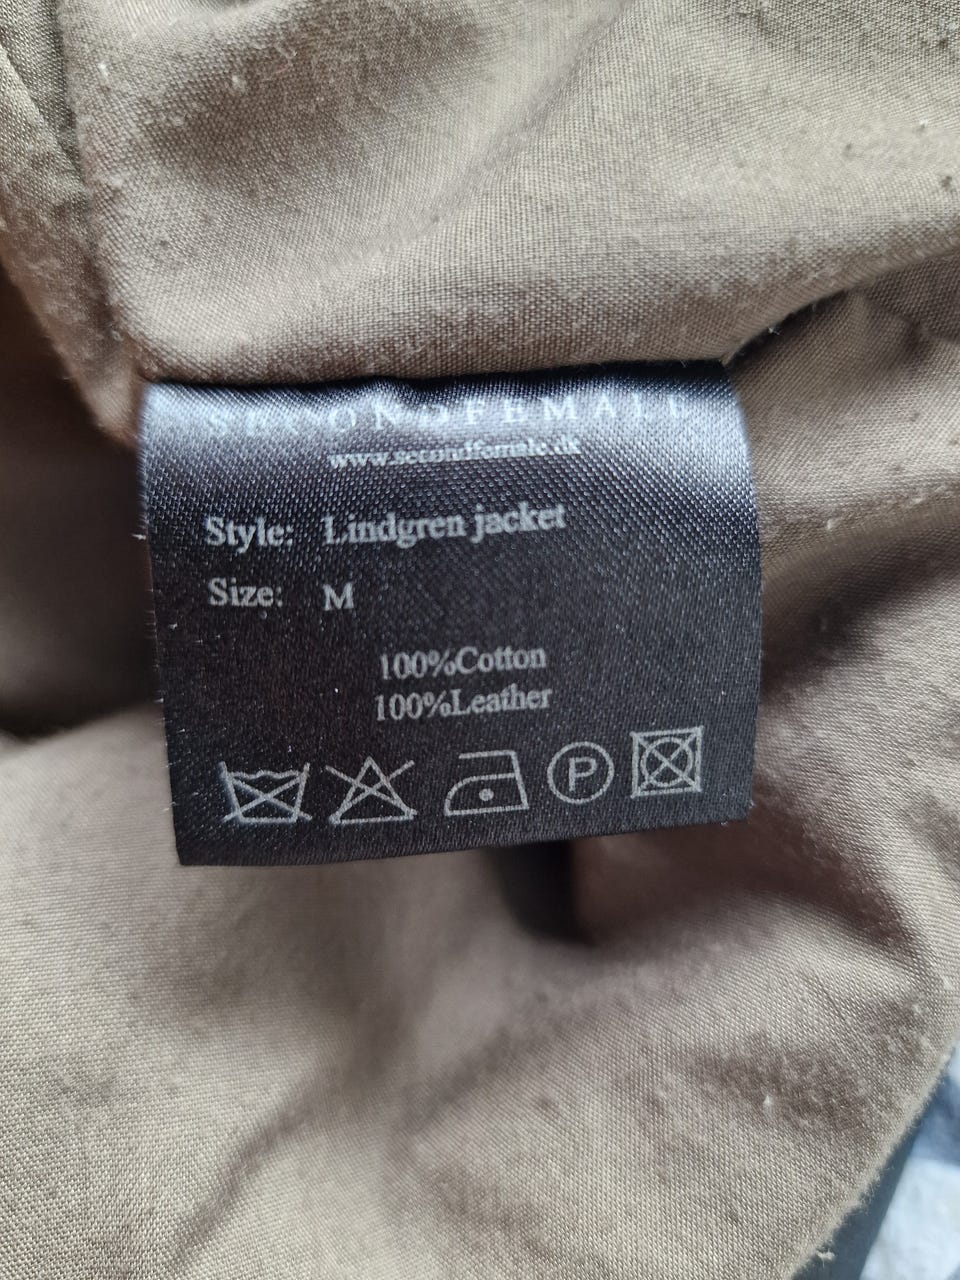 SECONDFEMALE
www.secondfemale.dk
Style: Lindgren jacket
Size: M
100%Cotton
100%Leather
P